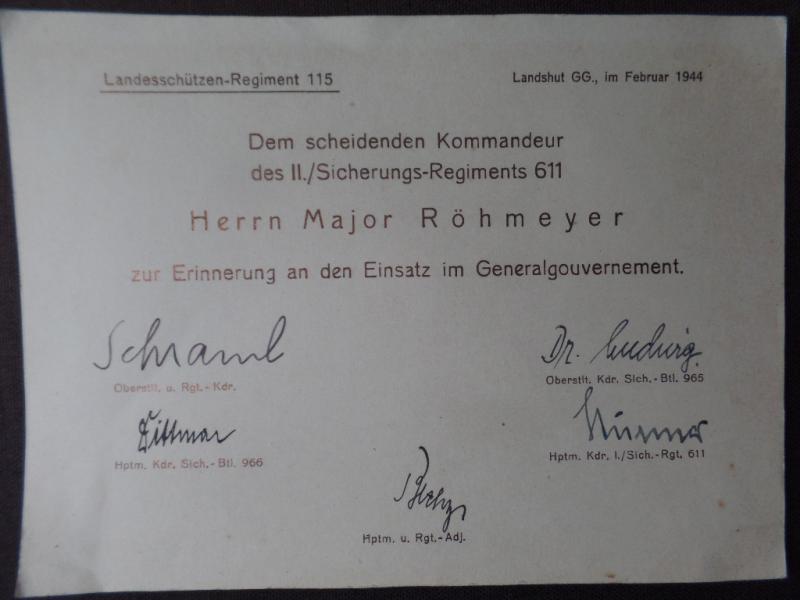 Landesschützen-Regiment 115
Landshut GG., im Februar 1944
Dem scheidenden Kommandeur
des II./Sicherungs-Regiments 611
Herrn Major Röhmeyer
zur Erinnerung an den Einsatz im Generalgouvernement.
Schraml
Oberstlt. u. Rgt.-Kdr.
Dr. Ludwig
Oberstlt. Kdr. Sich.-Btl. 965
Dittmar
Hptm. Kdr. Sich.-Btl. 966
Hptm. Kdr. I./Sich.-Rgt. 611
Hptm. u. Rgt.-Adj.